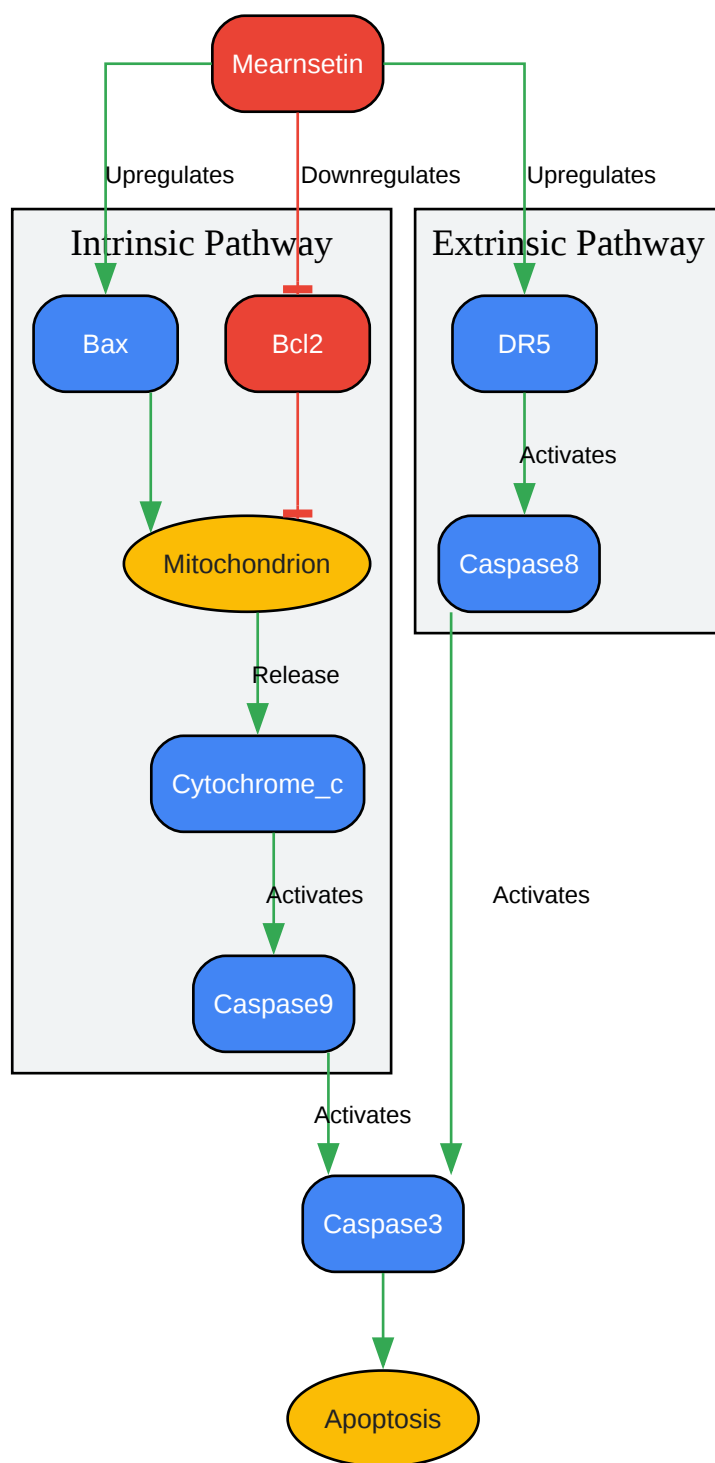 Mearnsetin
Upregulates
Downregulates
Upregulates
Intrinsic Pathway
Extrinsic Pathway
Bax
Bcl2
DR5
Activates
Mitochondrion
Caspase8
Release
Cytochrome_c
Activates
Activates
Caspase9
Activates
Caspase3
Apoptosis